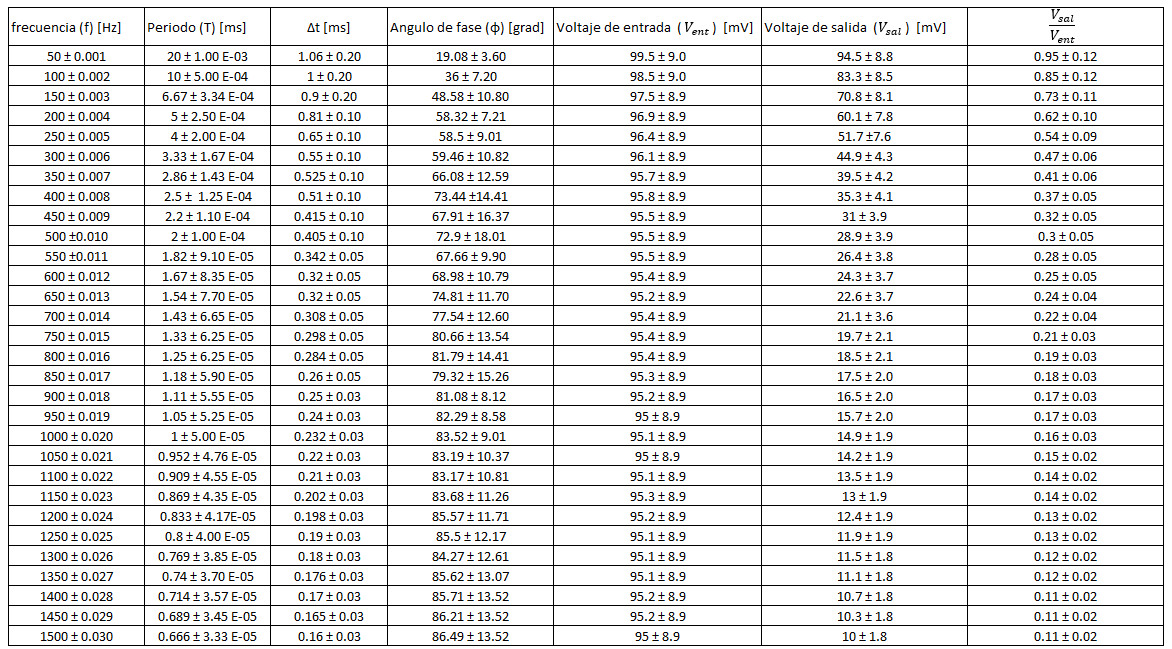 frecuencia (f) [Hz] Periodo (T) [ms] Δt [ms] Angulo de fase (ϕ) [grad] Voltaje de entrada (V_ent) [mV] Voltaje de salida (V_sal) [mV] V_sal/V_ent
50 ± 0.001 20 ± 1.00 E-03 1.06 ± 0.20 19.08 ± 3.60 99.5 ± 9.0 94.5 ± 8.8 0.95 ± 0.12
100 ± 0.002 10 ± 5.00 E-04 1 ± 0.20 36 ± 7.20 98.5 ± 9.0 83.3 ± 8.5 0.85 ± 0.12
150 ± 0.003 6.67 ± 3.34 E-04 0.9 ± 0.20 48.58 ± 10.80 97.5 ± 8.9 70.8 ± 8.1 0.73 ± 0.11
200 ± 0.004 5 ± 2.50 E-04 0.81 ± 0.10 58.32 ± 7.21 96.9 ± 8.9 60.1 ± 7.8 0.62 ± 0.10
250 ± 0.005 4 ± 2.00 E-04 0.65 ± 0.10 58.5 ± 9.01 96.4 ± 8.9 51.7 ±7.6 0.54 ± 0.09
300 ± 0.006 3.33 ± 1.67 E-04 0.55 ± 0.10 59.46 ± 10.82 96.1 ± 8.9 44.9 ± 4.3 0.47 ± 0.06
350 ± 0.007 2.86 ± 1.43 E-04 0.525 ± 0.10 66.08 ± 12.59 95.7 ± 8.9 39.5 ± 4.2 0.41 ± 0.06
400 ± 0.008 2.5 ± 1.25 E-04 0.51 ± 0.10 73.44 ±14.41 95.8 ± 8.9 35.3 ± 4.1 0.37 ± 0.05
450 ± 0.009 2.2 ± 1.10 E-04 0.415 ± 0.10 67.91 ± 16.37 95.5 ± 8.9 31 ± 3.9 0.32 ± 0.05
500 ±0.010 2 ± 1.00 E-04 0.405 ± 0.10 72.9 ± 18.01 95.5 ± 8.9 28.9 ± 3.9 0.3 ± 0.05
550 ±0.011 1.82 ± 9.10 E-05 0.342 ± 0.05 67.66 ± 9.90 95.5 ± 8.9 26.4 ± 3.8 0.28 ± 0.05
600 ± 0.012 1.67 ± 8.35 E-05 0.32 ± 0.05 68.98 ± 10.79 95.4 ± 8.9 24.3 ± 3.7 0.25 ± 0.05
650 ± 0.013 1.54 ± 7.70 E-05 0.32 ± 0.05 74.81 ± 11.70 95.2 ± 8.9 22.6 ± 3.7 0.24 ± 0.04
700 ± 0.014 1.43 ± 6.65 E-05 0.308 ± 0.05 77.54 ± 12.60 95.4 ± 8.9 21.1 ± 3.6 0.22 ± 0.04
750 ± 0.015 1.33 ± 6.25 E-05 0.298 ± 0.05 80.66 ± 13.54 95.4 ± 8.9 19.7 ± 2.1 0.21 ± 0.03
800 ± 0.016 1.25 ± 6.25 E-05 0.284 ± 0.05 81.79 ± 14.41 95.4 ± 8.9 18.5 ± 2.1 0.19 ± 0.03
850 ± 0.017 1.18 ± 5.90 E-05 0.26 ± 0.05 79.32 ± 15.26 95.3 ± 8.9 17.5 ± 2.0 0.18 ± 0.03
900 ± 0.018 1.11 ± 5.55 E-05 0.25 ± 0.03 81.08 ± 8.12 95.2 ± 8.9 16.5 ± 2.0 0.17 ± 0.03
950 ± 0.019 1.05 ± 5.25 E-05 0.24 ± 0.03 82.29 ± 8.58 95 ± 8.9 15.7 ± 2.0 0.17 ± 0.03
1000 ± 0.020 1 ± 5.00 E-05 0.232 ± 0.03 83.52 ± 9.01 95.1 ± 8.9 14.9 ± 1.9 0.16 ± 0.03
1050 ± 0.021 0.952 ± 4.76 E-05 0.22 ± 0.03 83.19 ± 10.37 95 ± 8.9 14.2 ± 1.9 0.15 ± 0.02
1100 ± 0.022 0.909 ± 4.55 E-05 0.21 ± 0.03 83.17 ± 10.81 95.1 ± 8.9 13.5 ± 1.9 0.14 ± 0.02
1150 ± 0.023 0.869 ± 4.35 E-05 0.202 ± 0.03 83.68 ± 11.26 95.3 ± 8.9 13 ± 1.9 0.14 ± 0.02
1200 ± 0.024 0.833 ± 4.17E-05 0.198 ± 0.03 85.57 ± 11.71 95.2 ± 8.9 12.4 ± 1.9 0.13 ± 0.02
1250 ± 0.025 0.8 ± 4.00 E-05 0.19 ± 0.03 85.5 ± 12.17 95.1 ± 8.9 11.9 ± 1.9 0.13 ± 0.02
1300 ± 0.026 0.769 ± 3.85 E-05 0.18 ± 0.03 84.27 ± 12.61 95.1 ± 8.9 11.5 ± 1.8 0.12 ± 0.02
1350 ± 0.027 0.74 ± 3.70 E-05 0.176 ± 0.03 85.62 ± 13.07 95.1 ± 8.9 11.1 ± 1.8 0.12 ± 0.02
1400 ± 0.028 0.714 ± 3.57 E-05 0.17 ± 0.03 85.71 ± 13.52 95.2 ± 8.9 10.7 ± 1.8 0.11 ± 0.02
1450 ± 0.029 0.689 ± 3.45 E-05 0.165 ± 0.03 86.21 ± 13.52 95.2 ± 8.9 10.3 ± 1.8 0.11 ± 0.02
1500 ± 0.030 0.666 ± 3.33 E-05 0.16 ± 0.03 86.49 ± 13.52 95 ± 8.9 10 ± 1.8 0.11 ± 0.02